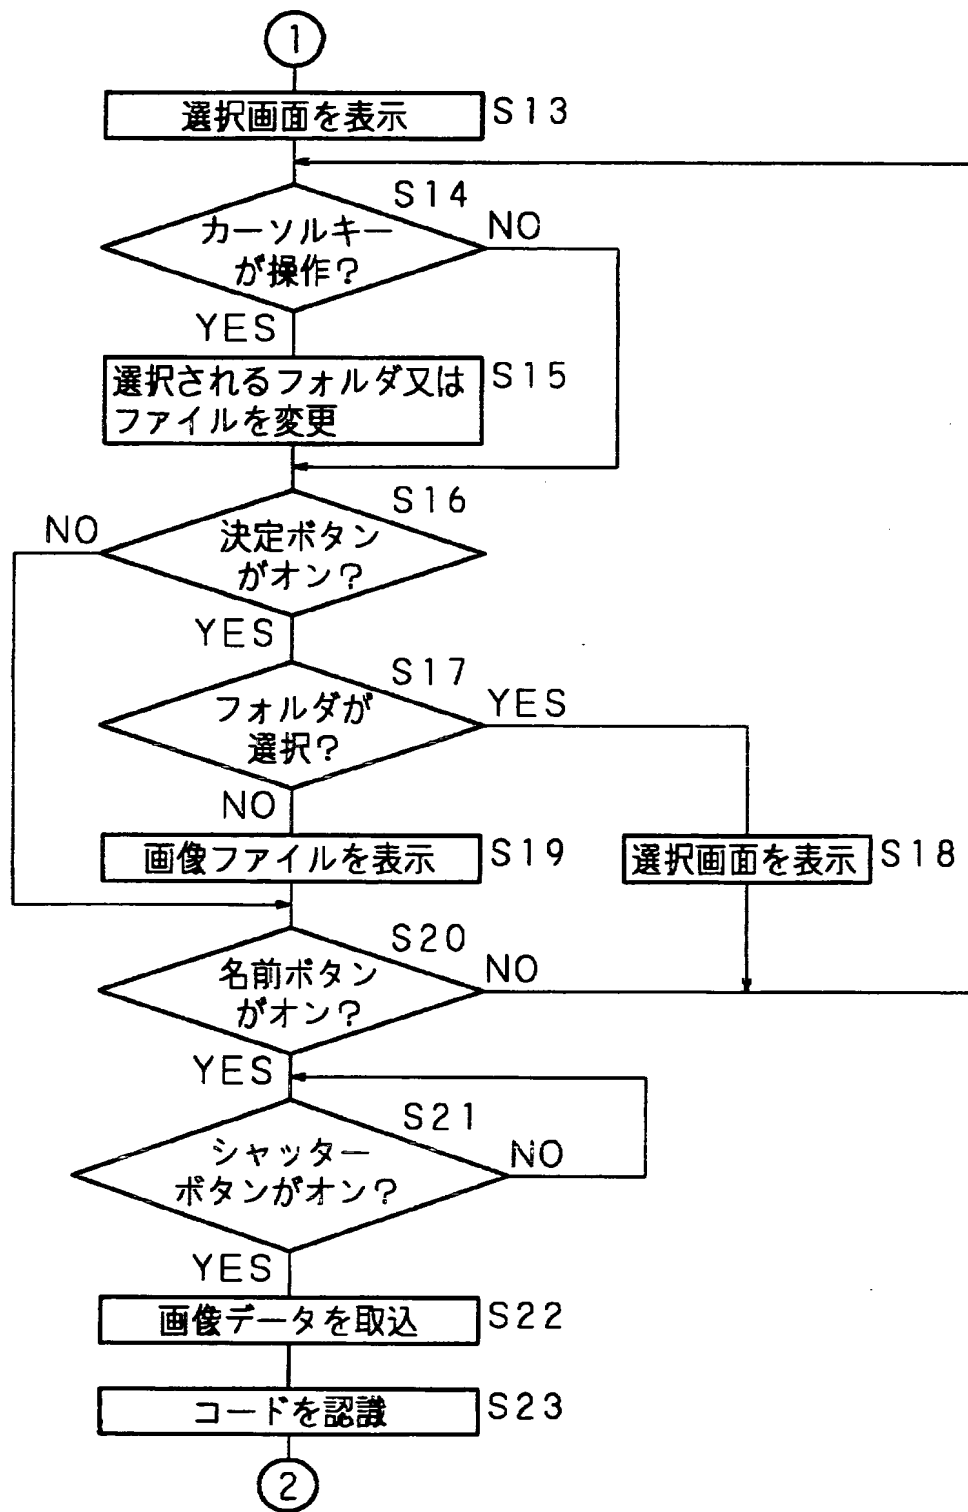 1
選択画面を表示 S13
S14
カーソルキー
が操作?
NO
YES
選択されるフォルダ又は
ファイルを変更
S15
S16
決定ボタン
がオン?
NO
YES
S17
フォルダが
選択?
YES
NO
画像ファイルを表示 S19
選択画面を表示 S18
S20
名前ボタン
がオン?
NO
YES
S21
シャッター
ボタンがオン?
NO
YES
画像データを取込 S22
コードを認識 S23
2